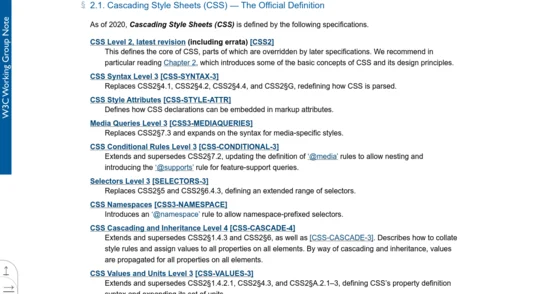 W3C Working Group Note
§ 2.1. Cascading Style Sheets (CSS) — The Official Definition
As of 2020, Cascading Style Sheets (CSS) is defined by the following specifications.
CSS Level 2, latest revision (including errata) [CSS2]
This defines the core of CSS, parts of which are overridden by later specifications. We recommend in
particular reading Chapter 2, which introduces some of the basic concepts of CSS and its design principles.
CSS Syntax Level 3 [CSS-SYNTAX-3]
Replaces CSS2§4.1, CSS2§4.2, CSS2§4.4, and CSS2§G, redefining how CSS is parsed.
CSS Style Attributes [CSS-STYLE-ATTR]
Defines how CSS declarations can be embedded in markup attributes.
Media Queries Level 3 [CSS3-MEDIAQUERIES]
Replaces CSS2§7.3 and expands on the syntax for media-specific styles.
CSS Conditional Rules Level 3 [CSS-CONDITIONAL-3]
Extends and supersedes CSS2§7.2, updating the definition of ‘@media’ rules to allow nesting and
introducing the ‘@supports’ rule for feature-support queries.
Selectors Level 3 [SELECTORS-3]
Replaces CSS2§5 and CSS2§6.4.3, defining an extended range of selectors.
CSS Namespaces [CSS3-NAMESPACE]
Introduces an ‘@namespace’ rule to allow namespace-prefixed selectors.
CSS Cascading and Inheritance Level 4 [CSS-CASCADE-4]
Extends and supersedes CSS2§1.4.3 and CSS2§6, as well as [CSS-CASCADE-3]. Describes how to collate
style rules and assign values to all properties on all elements. By way of cascading and inheritance, values
are propagated for all properties on all elements.
CSS Values and Units Level 3 [CSS-VALUES-3]
Extends and supersedes CSS2§1.4.2.1, CSS2§4.3, and CSS2§A.2.1–3, defining CSS’s property definition
syntax and expanding its set of units.